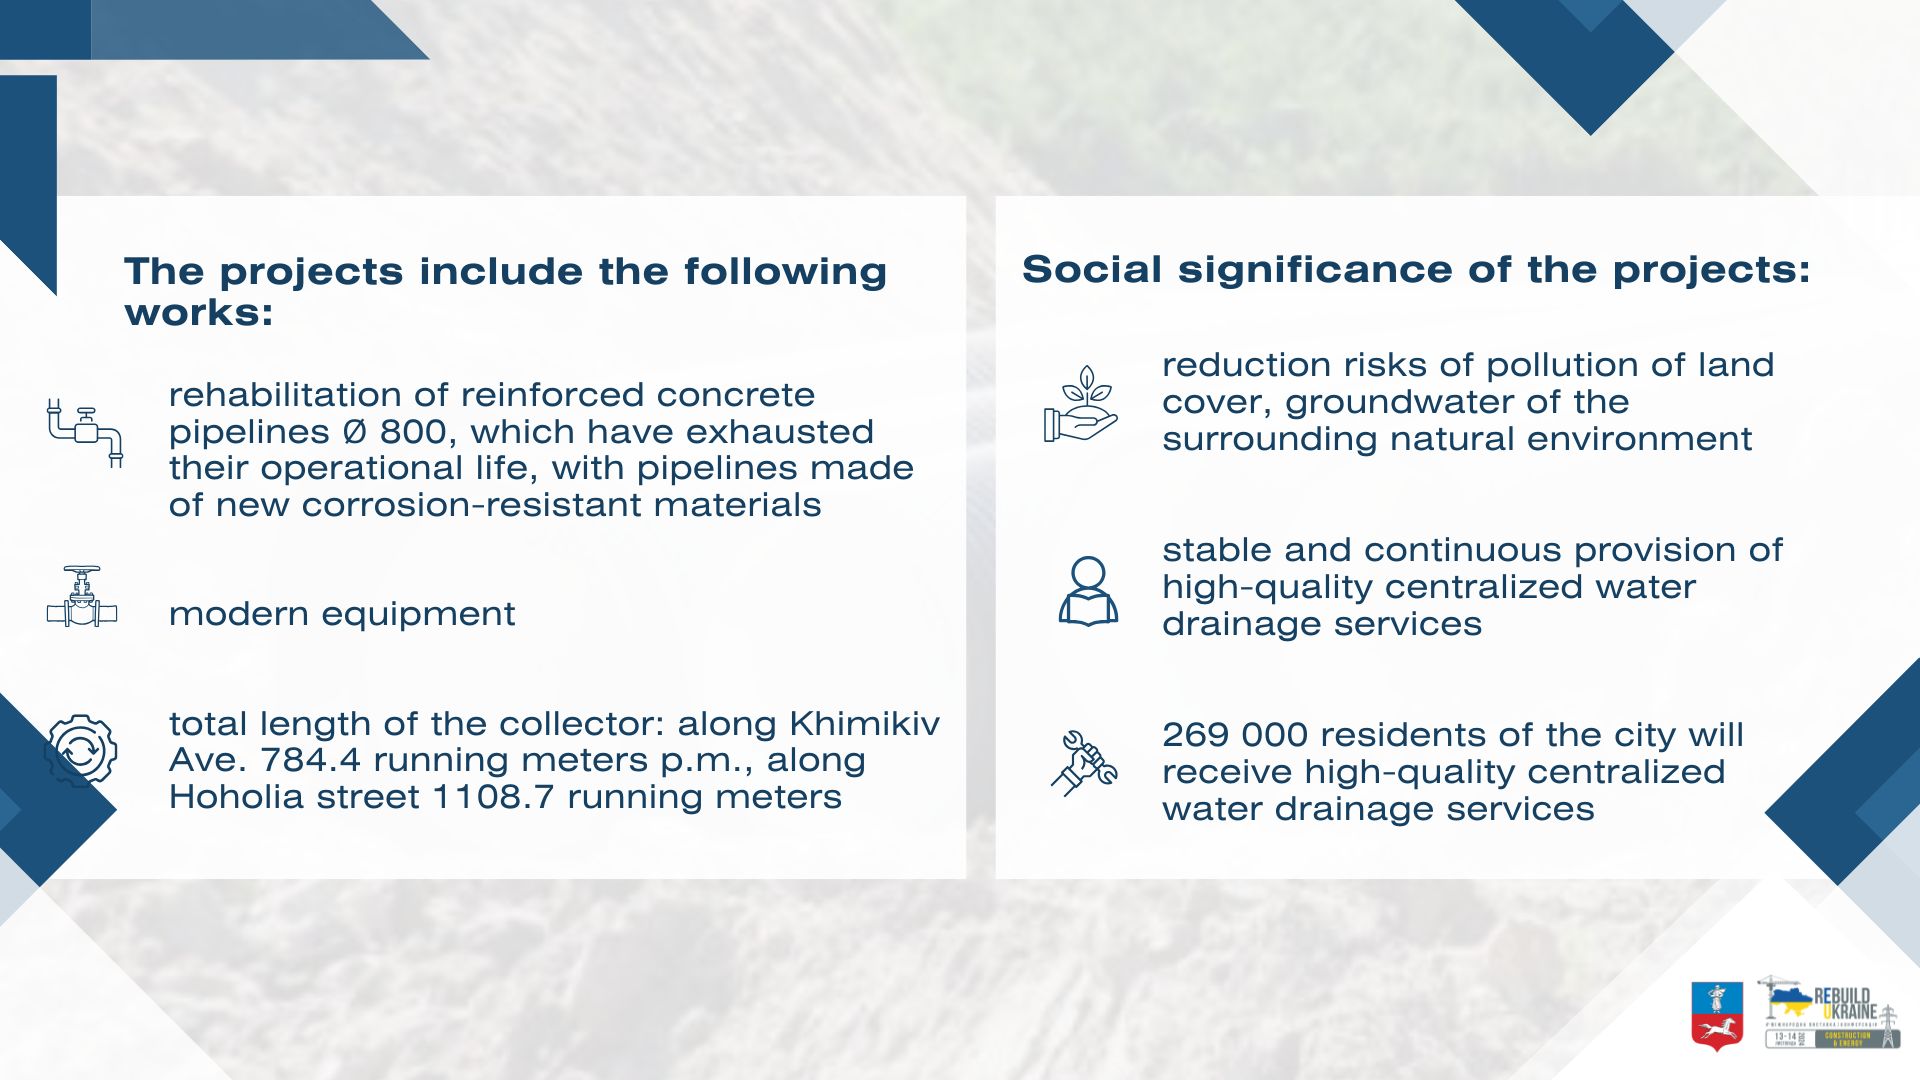 The projects include the following
works:
rehabilitation of reinforced concrete
pipelines Ø 800, which have exhausted
their operational life, with pipelines made
of new corrosion-resistant materials
modern equipment
total length of the collector: along Khimikiv
Ave. 784.4 running meters p.m., along
Hoholia street 1108.7 running meters
Social significance of the projects:
reduction risks of pollution of land
cover, groundwater of the
surrounding natural environment
stable and continuous provision of
high-quality centralized water
drainage services
269 000 residents of the city will
receive high-quality centralized
water drainage services
REBUILD
UKRAINE
13-14
CONSTRUCTION
& ENERGY